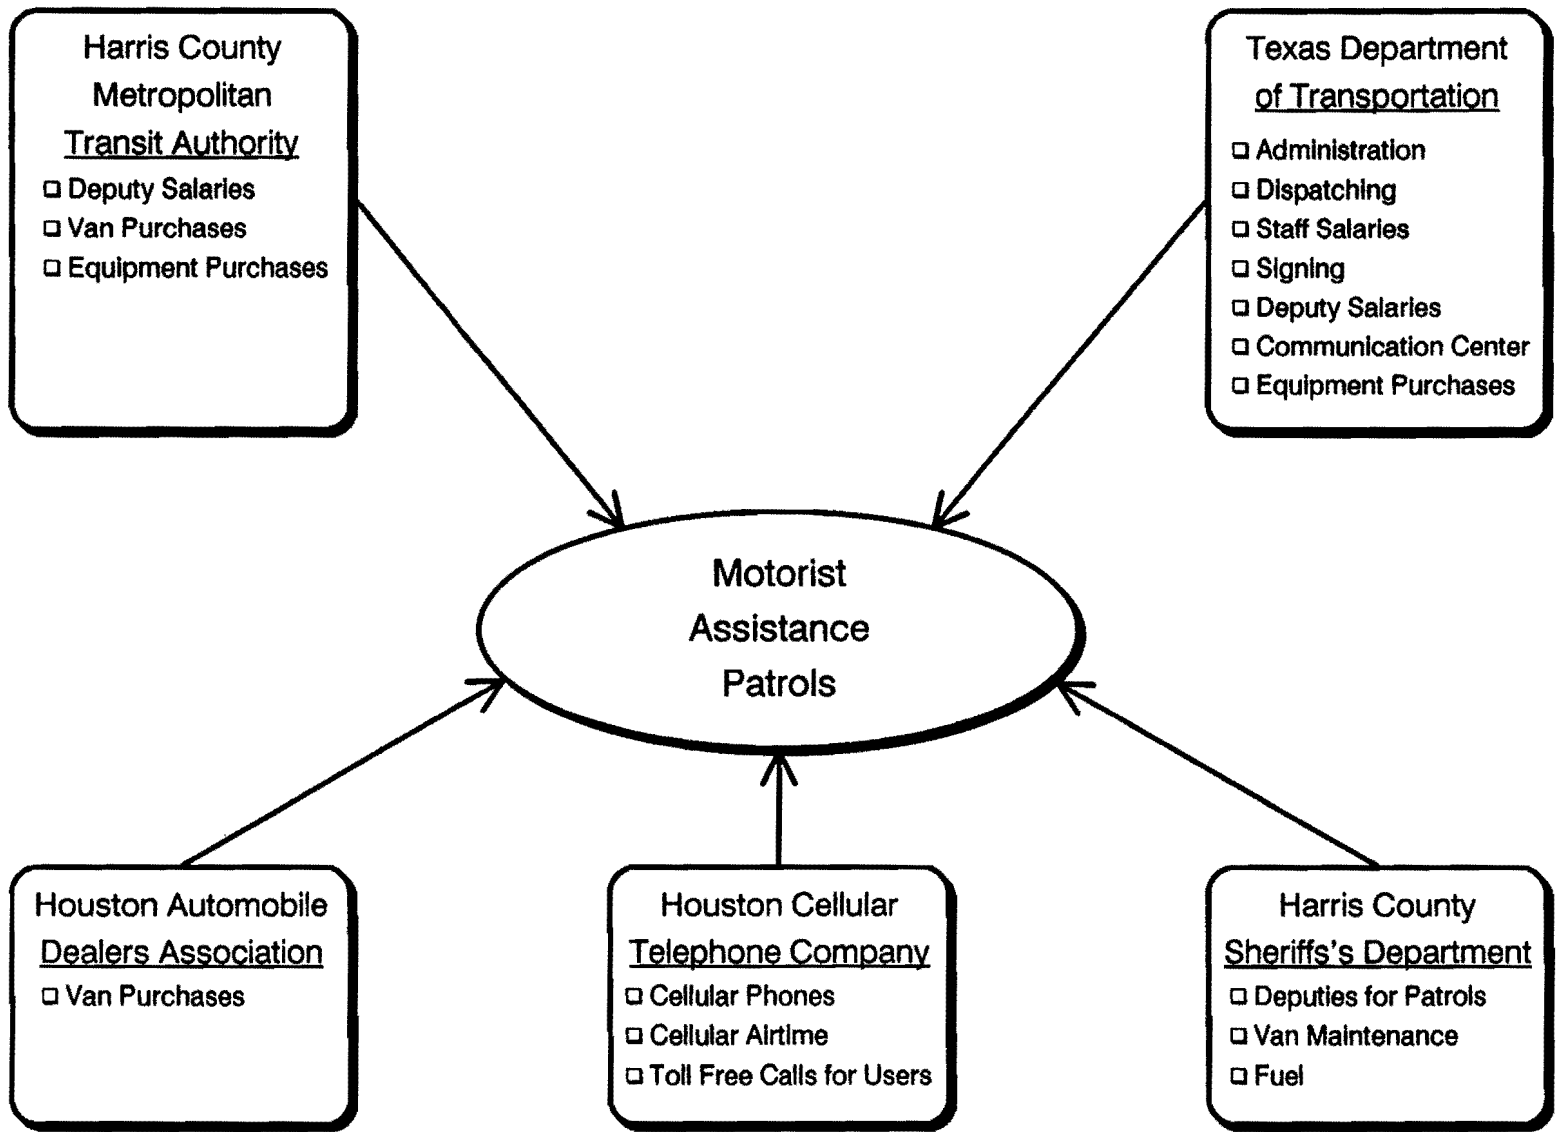 Harris County
Metropolitan
Transit Authority
❑ Deputy Salaries
❑ Van Purchases
❑ Equipment Purchases
Texas Department
of Transportation
❑ Administration
❑ Dispatching
❑ Staff Salaries
❑ Signing
❑ Deputy Salaries
❑ Communication Center
❑ Equipment Purchases
Motorist
Assistance
Patrols
Houston Automobile
Dealers Association
❑ Van Purchases
Houston Cellular
Telephone Company
❑ Cellular Phones
❑ Cellular Airtime
❑ Toll Free Calls for Users
Harris County
Sheriffs's Department
❑ Deputies for Patrols
❑ Van Maintenance
❑ Fuel